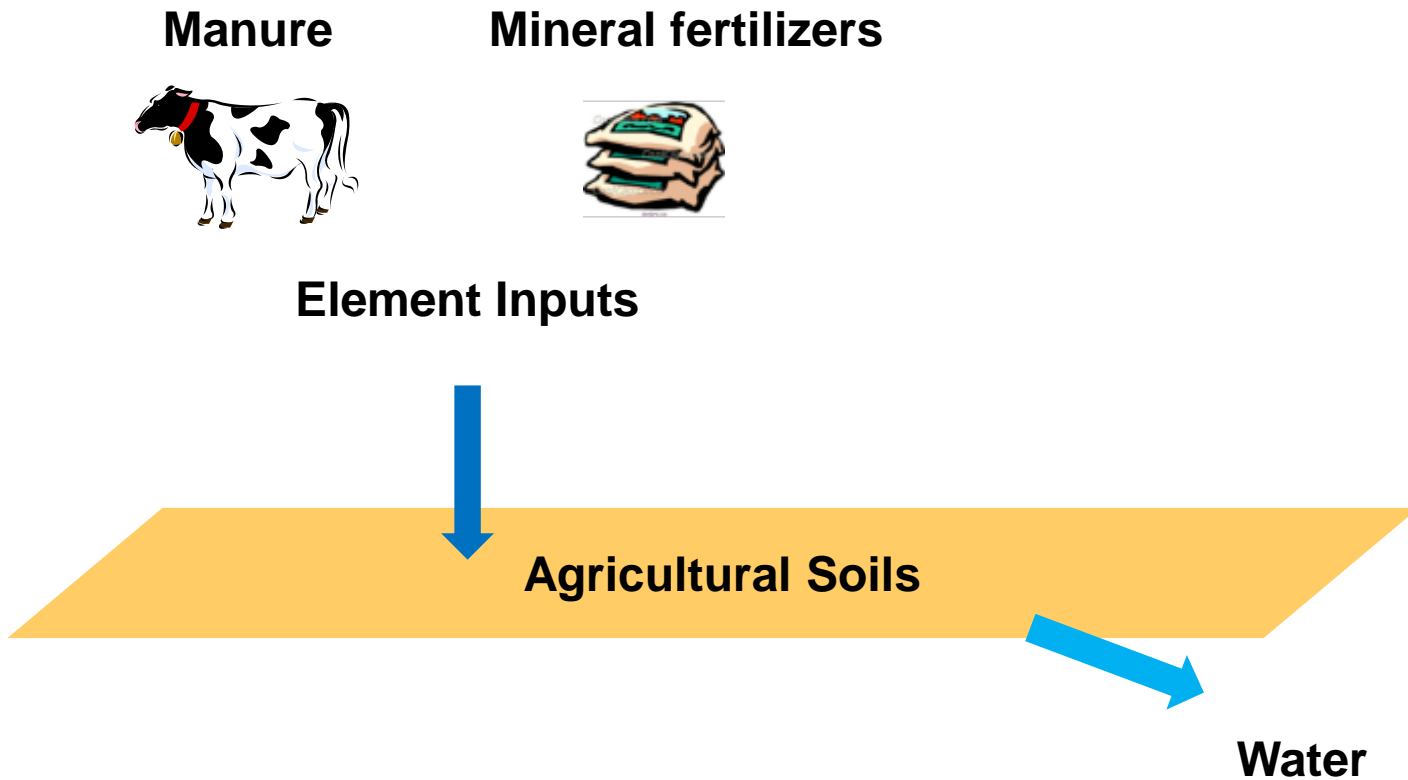 Manure Mineral fertilizers
Element Inputs
Agricultural Soils
Water